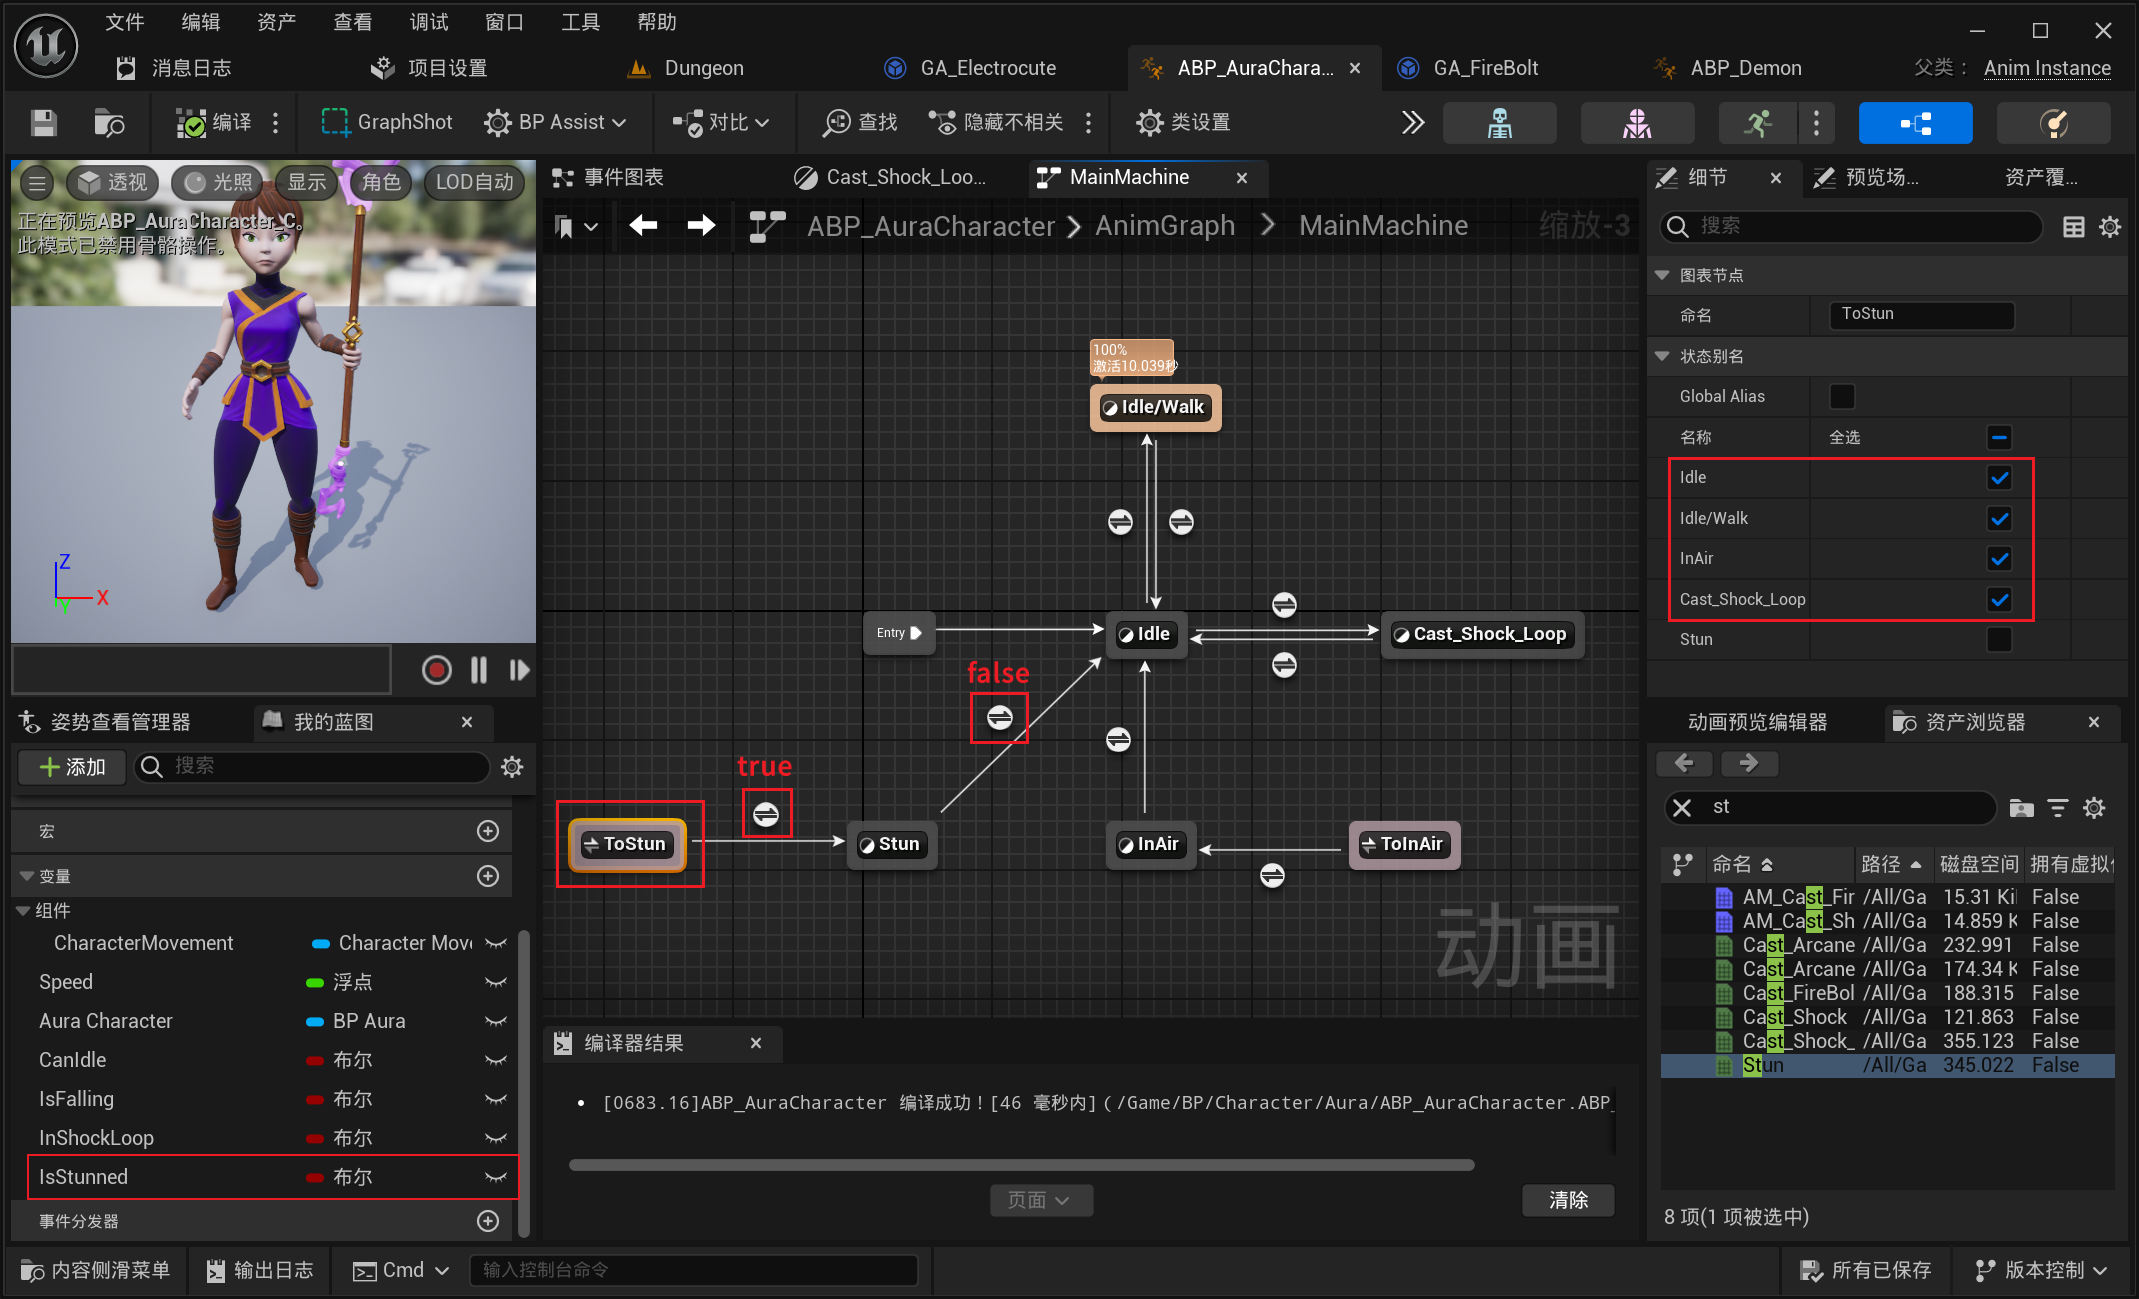 文件 编辑 资产 查看 调试 窗口 工具 帮助
消息日志 项目设置 Dungeon GA_Electrocute ABP_AuraChara... GA_FireBolt ABP_Demon 父类： Anim Instance
编译 GraphShot BP Assist 对比 查找 隐藏不相关 类设置
透视 光照 显示 角色 LOD自动
正在预览ABP_AuraCharacter_C。
此模式已禁用骨骼操作。
Z
X
Y
事件图表 Cast_Shock_Loo... MainMachine
ABP_AuraCharacter AnimGraph MainMachine 缩放-3
100%
激活10.039秒
Idle/Walk
Entry
Idle
Cast_Shock_Loop
false
true
ToStun
Stun
InAir
ToInAir
动画
细节 预览场... 资产覆...
搜索
图表节点
命名 ToStun
状态别名
Global Alias
名称 全选
Idle
Idle/Walk
InAir
Cast_Shock_Loop
Stun
姿势查看管理器 我的蓝图
添加 搜索
宏
变量
组件
CharacterMovement Character Move
Speed 浮点
Aura Character BP Aura
CanIdle 布尔
IsFalling 布尔
InShockLoop 布尔
IsStunned 布尔
事件分发器
编译器结果
[0683.16]ABP_AuraCharacter 编译成功！[46 毫秒内]（/Game/BP/Character/Aura/ABP_AuraCharacter.ABP_
页面 清除
动画预览编辑器 资产浏览器
st
命名 路径 磁盘空间 拥有虚拟化
AM_Cast_Fir /All/Ga 15.31 Ki False
AM_Cast_Sh /All/Ga 14.859 K False
Cast_Arcane /All/Ga 232.991 False
Cast_Arcane /All/Ga 174.34 K False
Cast_FireBol /All/Ga 188.315 False
Cast_Shock /All/Ga 121.863 False
Cast_Shock_ /All/Ga 355.123 False
Stun /All/Ga 345.022 False
8 项(1 项被选中)
内容侧滑菜单 输出日志 Cmd 输入控制台命令 所有已保存 版本控制